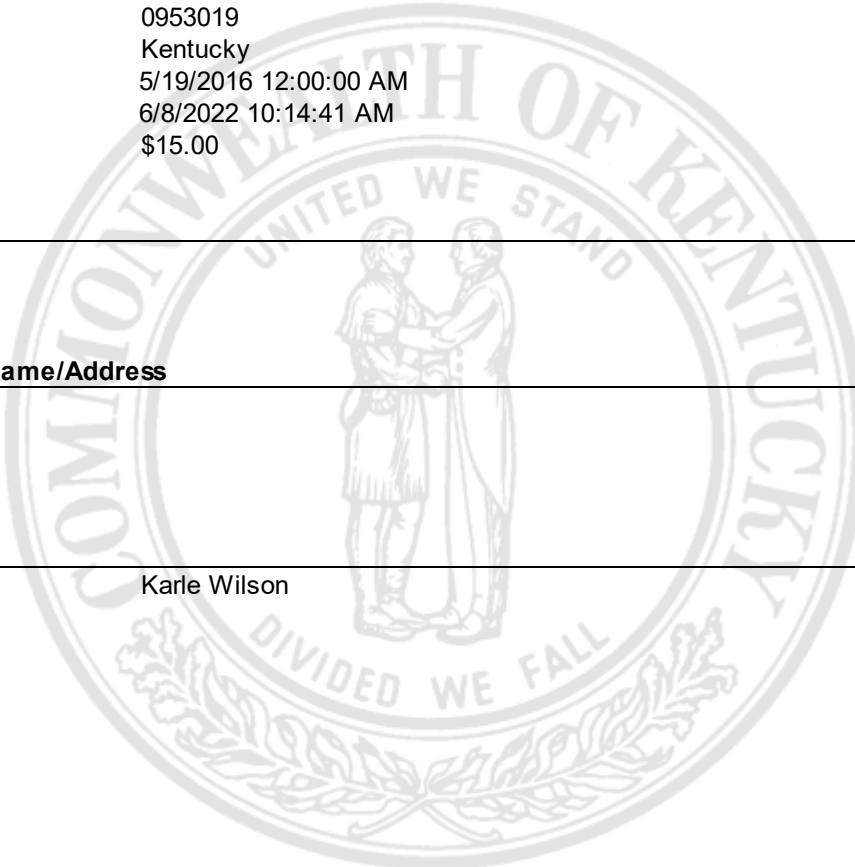 0953019
Kentucky
5/19/2016 12:00:00 AM
6/8/2022 10:14:41 AM
$15.00
COMMONWEALTH OF KENTUCKY
UNITED WE STAND
ame/Address
Karle Wilson
DIVIDED WE FALL